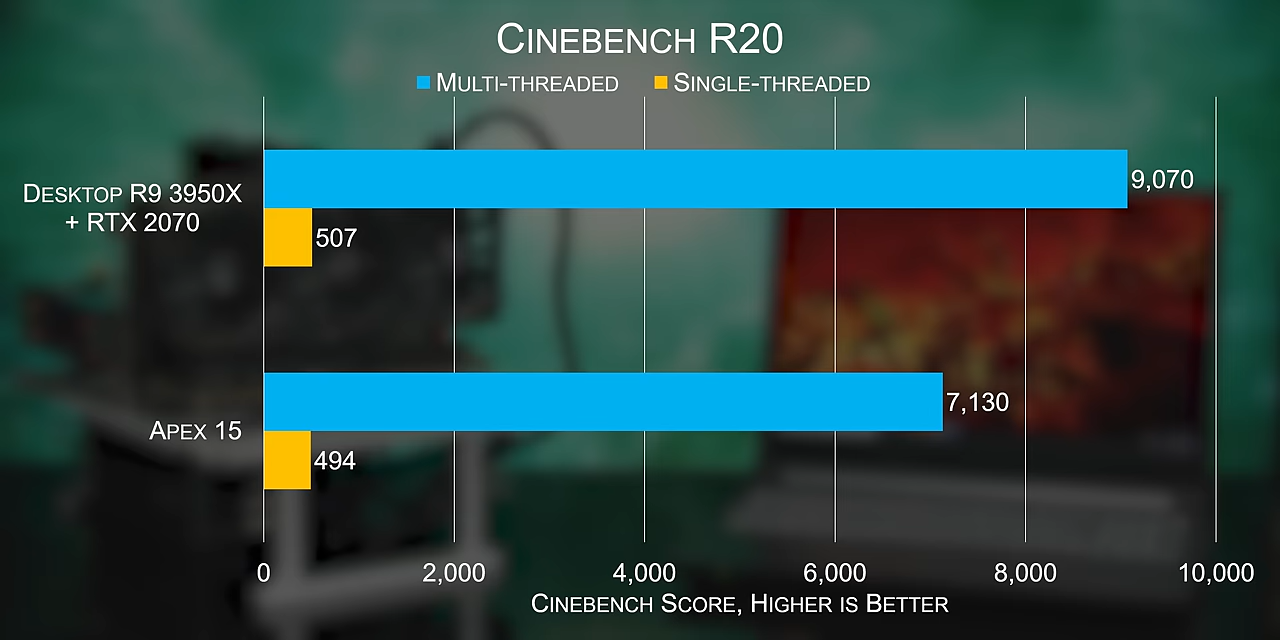 Cinebench R20
Multi-threaded Single-threaded
Desktop R9 3950X
+ RTX 2070
9,070
507
Apex 15
7,130
494
0 2,000 4,000 6,000 8,000 10,000
Cinebench Score, Higher is Better